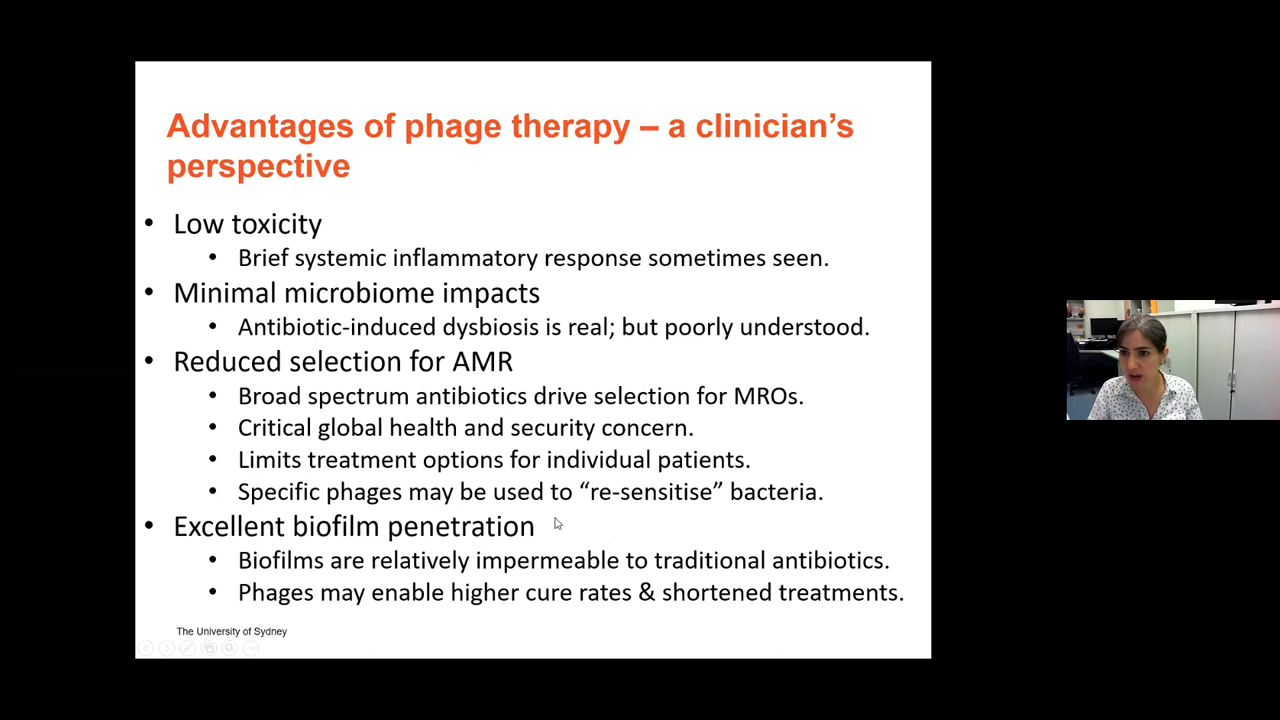 Advantages of phage therapy – a clinician's
perspective
• Low toxicity
• Brief systemic inflammatory response sometimes seen.
• Minimal microbiome impacts
• Antibiotic-induced dysbiosis is real; but poorly understood.
• Reduced selection for AMR
• Broad spectrum antibiotics drive selection for MROs.
• Critical global health and security concern.
• Limits treatment options for individual patients.
• Specific phages may be used to “re-sensitise” bacteria.
• Excellent biofilm penetration
• Biofilms are relatively impermeable to traditional antibiotics.
• Phages may enable higher cure rates & shortened treatments.
The University of Sydney